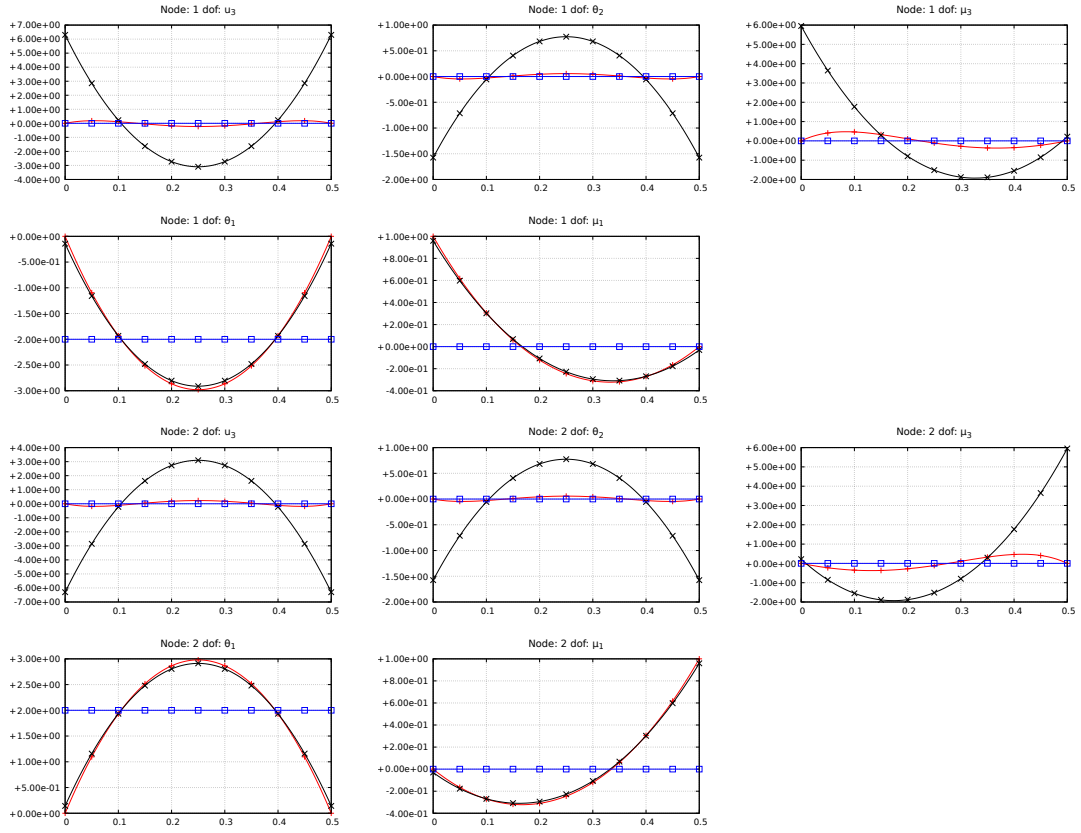 Node: 1 dof: u₃
+7.00e+00
+6.00e+00
+5.00e+00
+4.00e+00
+3.00e+00
+2.00e+00
+1.00e+00
+0.00e+00
-1.00e+00
-2.00e+00
-3.00e+00
-4.00e+00
0 0.1 0.2 0.3 0.4 0.5
Node: 1 dof: θ₂
+1.00e+00
+5.00e-01
+0.00e+00
-5.00e-01
-1.00e+00
-1.50e+00
-2.00e+00
0 0.1 0.2 0.3 0.4 0.5
Node: 1 dof: μ₃
+6.00e+00
+5.00e+00
+4.00e+00
+3.00e+00
+2.00e+00
+1.00e+00
+0.00e+00
-1.00e+00
-2.00e+00
0 0.1 0.2 0.3 0.4 0.5
Node: 1 dof: θ₁
+0.00e+00
-5.00e-01
-1.00e+00
-1.50e+00
-2.00e+00
-2.50e+00
-3.00e+00
0 0.1 0.2 0.3 0.4 0.5
Node: 1 dof: μ₁
+1.00e+00
+8.00e-01
+6.00e-01
+4.00e-01
+2.00e-01
+0.00e+00
-2.00e-01
-4.00e-01
0 0.1 0.2 0.3 0.4 0.5
Node: 2 dof: u₃
+4.00e+00
+3.00e+00
+2.00e+00
+1.00e+00
+0.00e+00
-1.00e+00
-2.00e+00
-3.00e+00
-4.00e+00
-5.00e+00
-6.00e+00
-7.00e+00
0 0.1 0.2 0.3 0.4 0.5
Node: 2 dof: θ₂
+1.00e+00
+5.00e-01
+0.00e+00
-5.00e-01
-1.00e+00
-1.50e+00
-2.00e+00
0 0.1 0.2 0.3 0.4 0.5
Node: 2 dof: μ₃
+6.00e+00
+5.00e+00
+4.00e+00
+3.00e+00
+2.00e+00
+1.00e+00
+0.00e+00
-1.00e+00
-2.00e+00
0 0.1 0.2 0.3 0.4 0.5
Node: 2 dof: θ₁
+3.00e+00
+2.50e+00
+2.00e+00
+1.50e+00
+1.00e+00
+5.00e-01
+0.00e+00
0 0.1 0.2 0.3 0.4 0.5
Node: 2 dof: μ₁
+1.00e+00
+8.00e-01
+6.00e-01
+4.00e-01
+2.00e-01
+0.00e+00
-2.00e-01
-4.00e-01
0 0.1 0.2 0.3 0.4 0.5